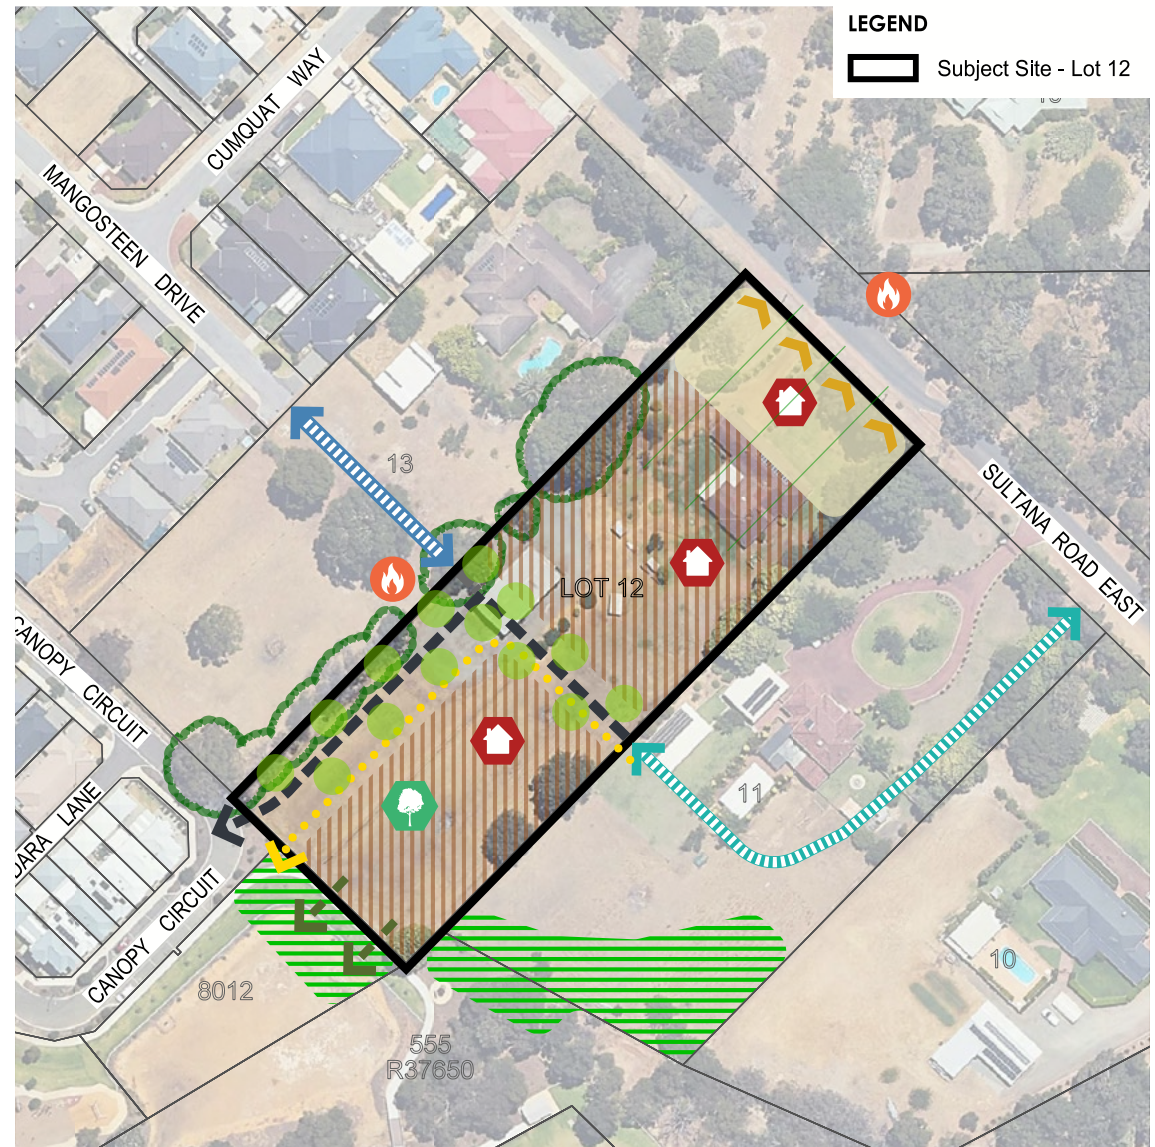 LEGEND
Subject Site - Lot 12
CUMQUAT WAY
MANGOSTEEN DRIVE
13
SULTANA ROAD EAST
LOT 12
CANOPY CIRCUIT
11
CANOPY CIRCUIT
10
8012
555
R37650